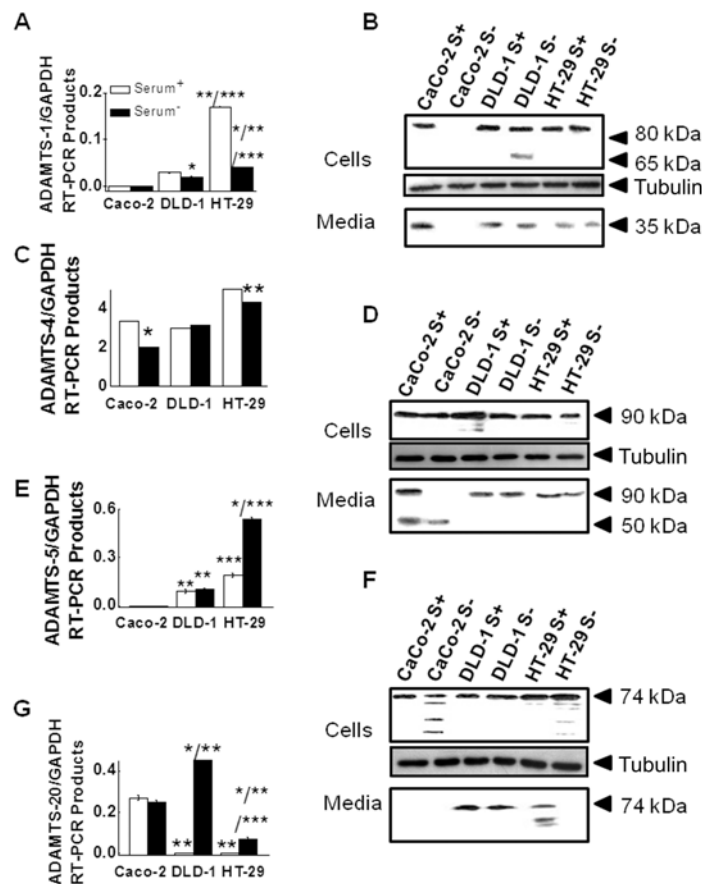 A
ADAMTS-1/GAPDH
RT-PCR Products
0.2
0.1
0.0
Serum+
Serum-
**/***
*/**
/***
*
Caco-2 DLD-1 HT-29
B
CaCo-2 S+
CaCo-2 S-
DLD-1 S+
DLD-1 S-
HT-29 S+
HT-29 S-
Cells
80 kDa
65 kDa
Tubulin
Media
35 kDa
C
ADAMTS-4/GAPDH
RT-PCR Products
4
2
0
*
**
Caco-2 DLD-1 HT-29
D
CaCo-2 S+
CaCo-2 S-
DLD-1 S+
DLD-1 S-
HT-29 S+
HT-29 S-
Cells
90 kDa
Tubulin
Media
90 kDa
50 kDa
E
ADAMTS-5/GAPDH
RT-PCR Products
0.6
0.3
0.0
**
**
***
*/***
Caco-2 DLD-1 HT-29
F
CaCo-2 S+
CaCo-2 S-
DLD-1 S+
DLD-1 S-
HT-29 S+
HT-29 S-
Cells
74 kDa
Tubulin
Media
74 kDa
G
ADAMTS-20/GAPDH
RT-PCR Products
0.4
0.2
0.0
*/**
**
**
*/**
/***
Caco-2 DLD-1 HT-29